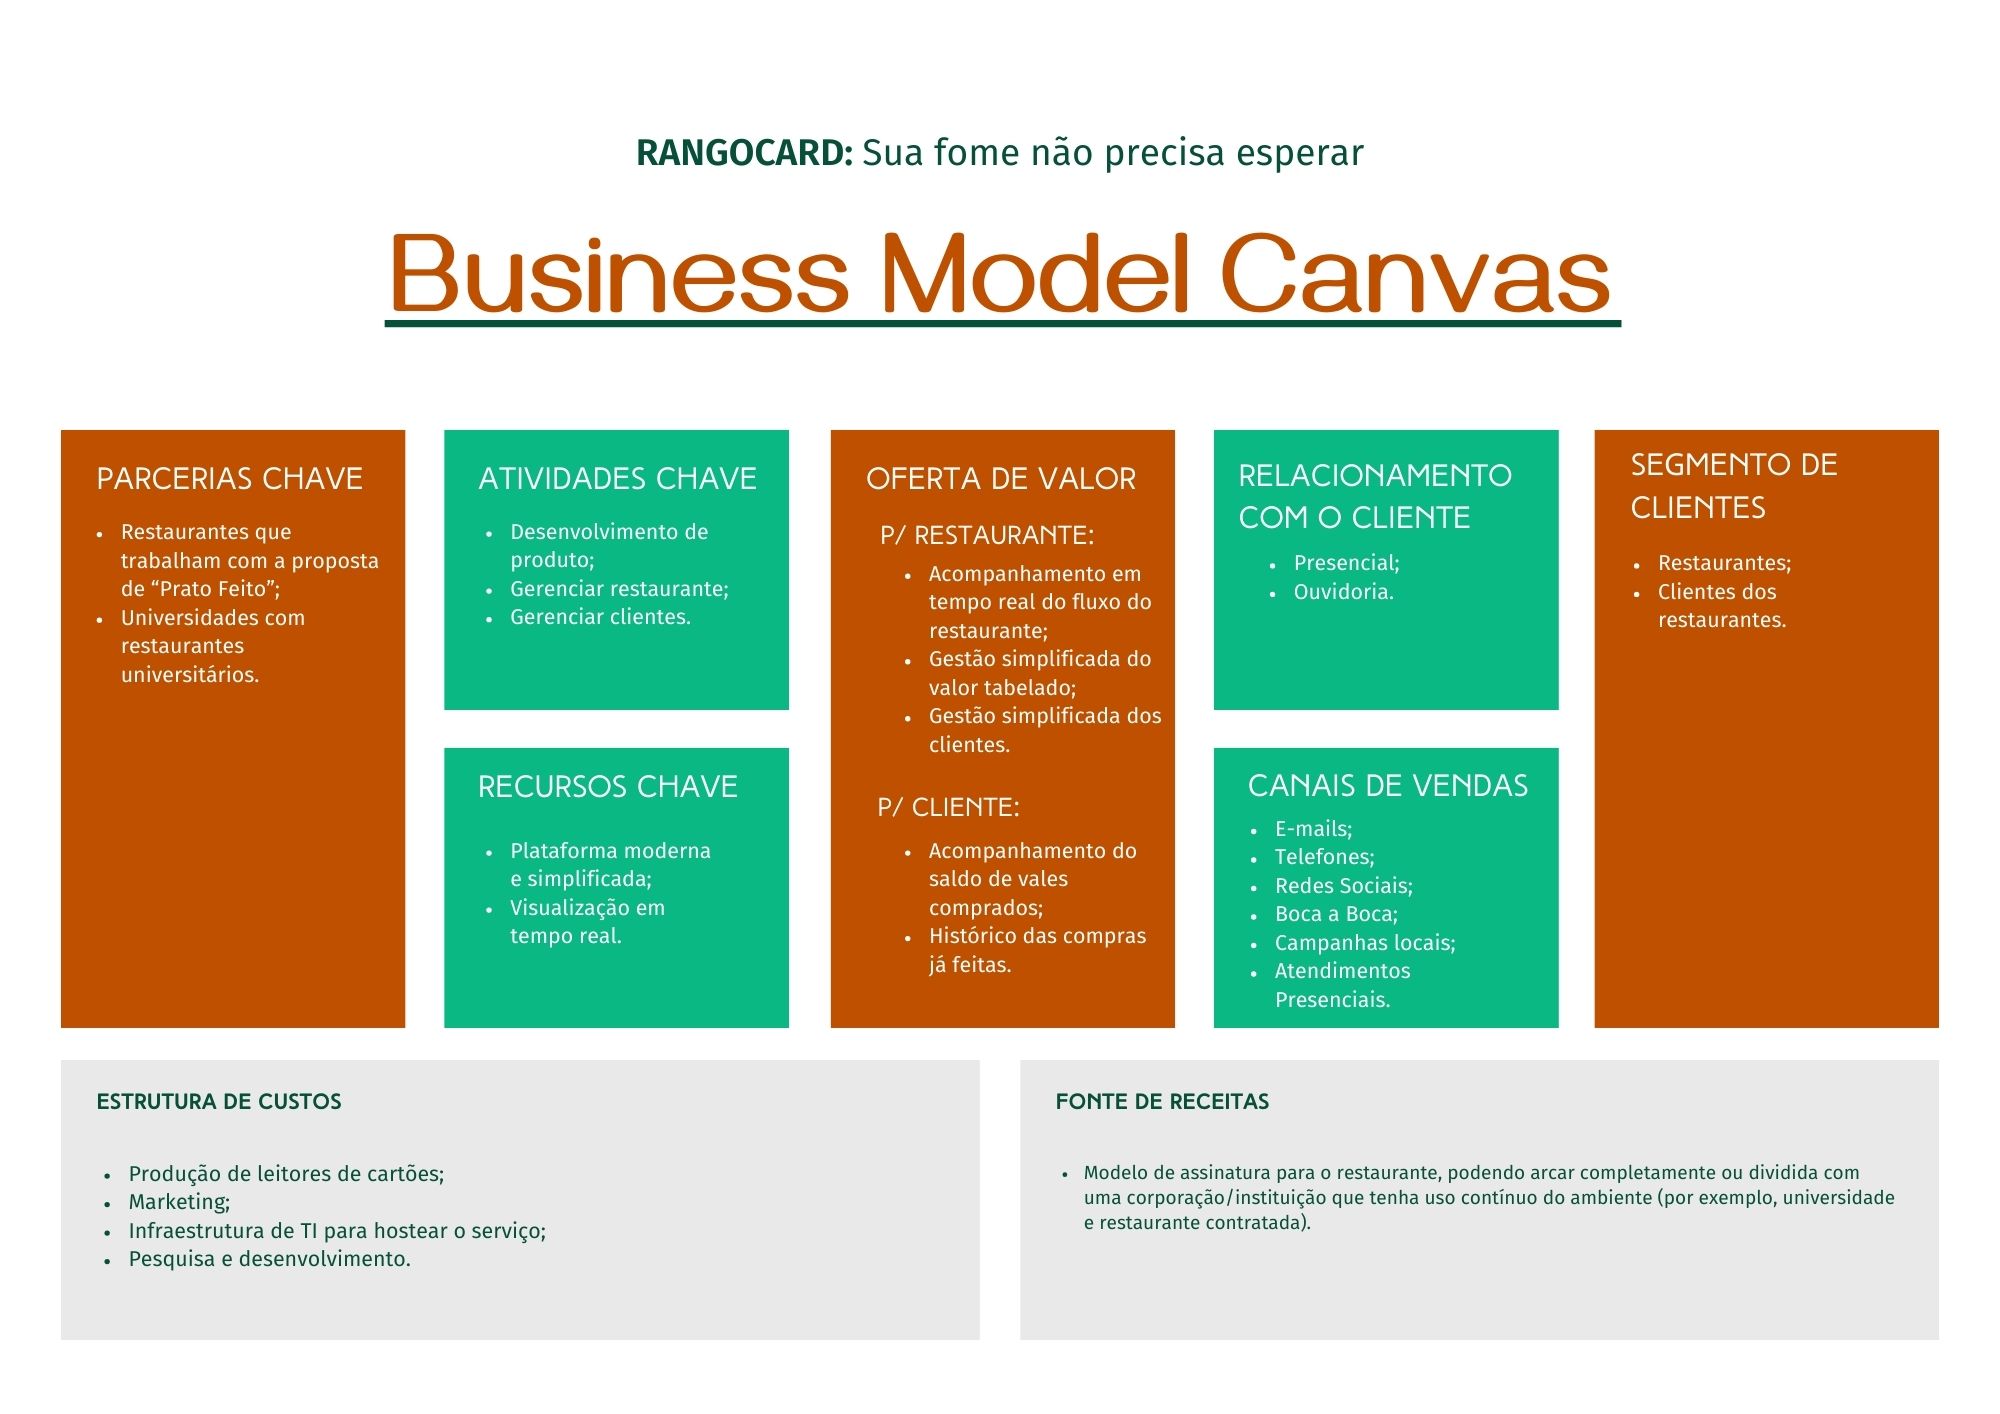 RANGOCARD: Sua fome não precisa esperar
Business Model Canvas
PARCERIAS CHAVE
• Restaurantes que
trabalham com a proposta
de “Prato Feito”;
• Universidades com
restaurantes
universitários.
ATIVIDADES CHAVE
• Desenvolvimento de
produto;
• Gerenciar restaurante;
• Gerenciar clientes.
RECURSOS CHAVE
• Plataforma moderna
e simplificada;
• Visualização em
tempo real.
OFERTA DE VALOR
P/ RESTAURANTE:
• Acompanhamento em
tempo real do fluxo do
restaurante;
• Gestão simplificada do
valor tabelado;
• Gestão simplificada dos
clientes.
P/ CLIENTE:
• Acompanhamento do
saldo de vales
comprados;
• Histórico das compras
já feitas.
RELACIONAMENTO
COM O CLIENTE
• Presencial;
• Ouvidoria.
CANAIS DE VENDAS
• E-mails;
• Telefones;
• Redes Sociais;
• Boca a Boca;
• Campanhas locais;
• Atendimentos
Presenciais.
SEGMENTO DE
CLIENTES
• Restaurantes;
• Clientes dos
restaurantes.
ESTRUTURA DE CUSTOS
• Produção de leitores de cartões;
• Marketing;
• Infraestrutura de TI para hostear o serviço;
• Pesquisa e desenvolvimento.
FONTE DE RECEITAS
• Modelo de assinatura para o restaurante, podendo arcar completamente ou dividida com
uma corporação/instituição que tenha uso contínuo do ambiente (por exemplo, universidade
e restaurante contratada).